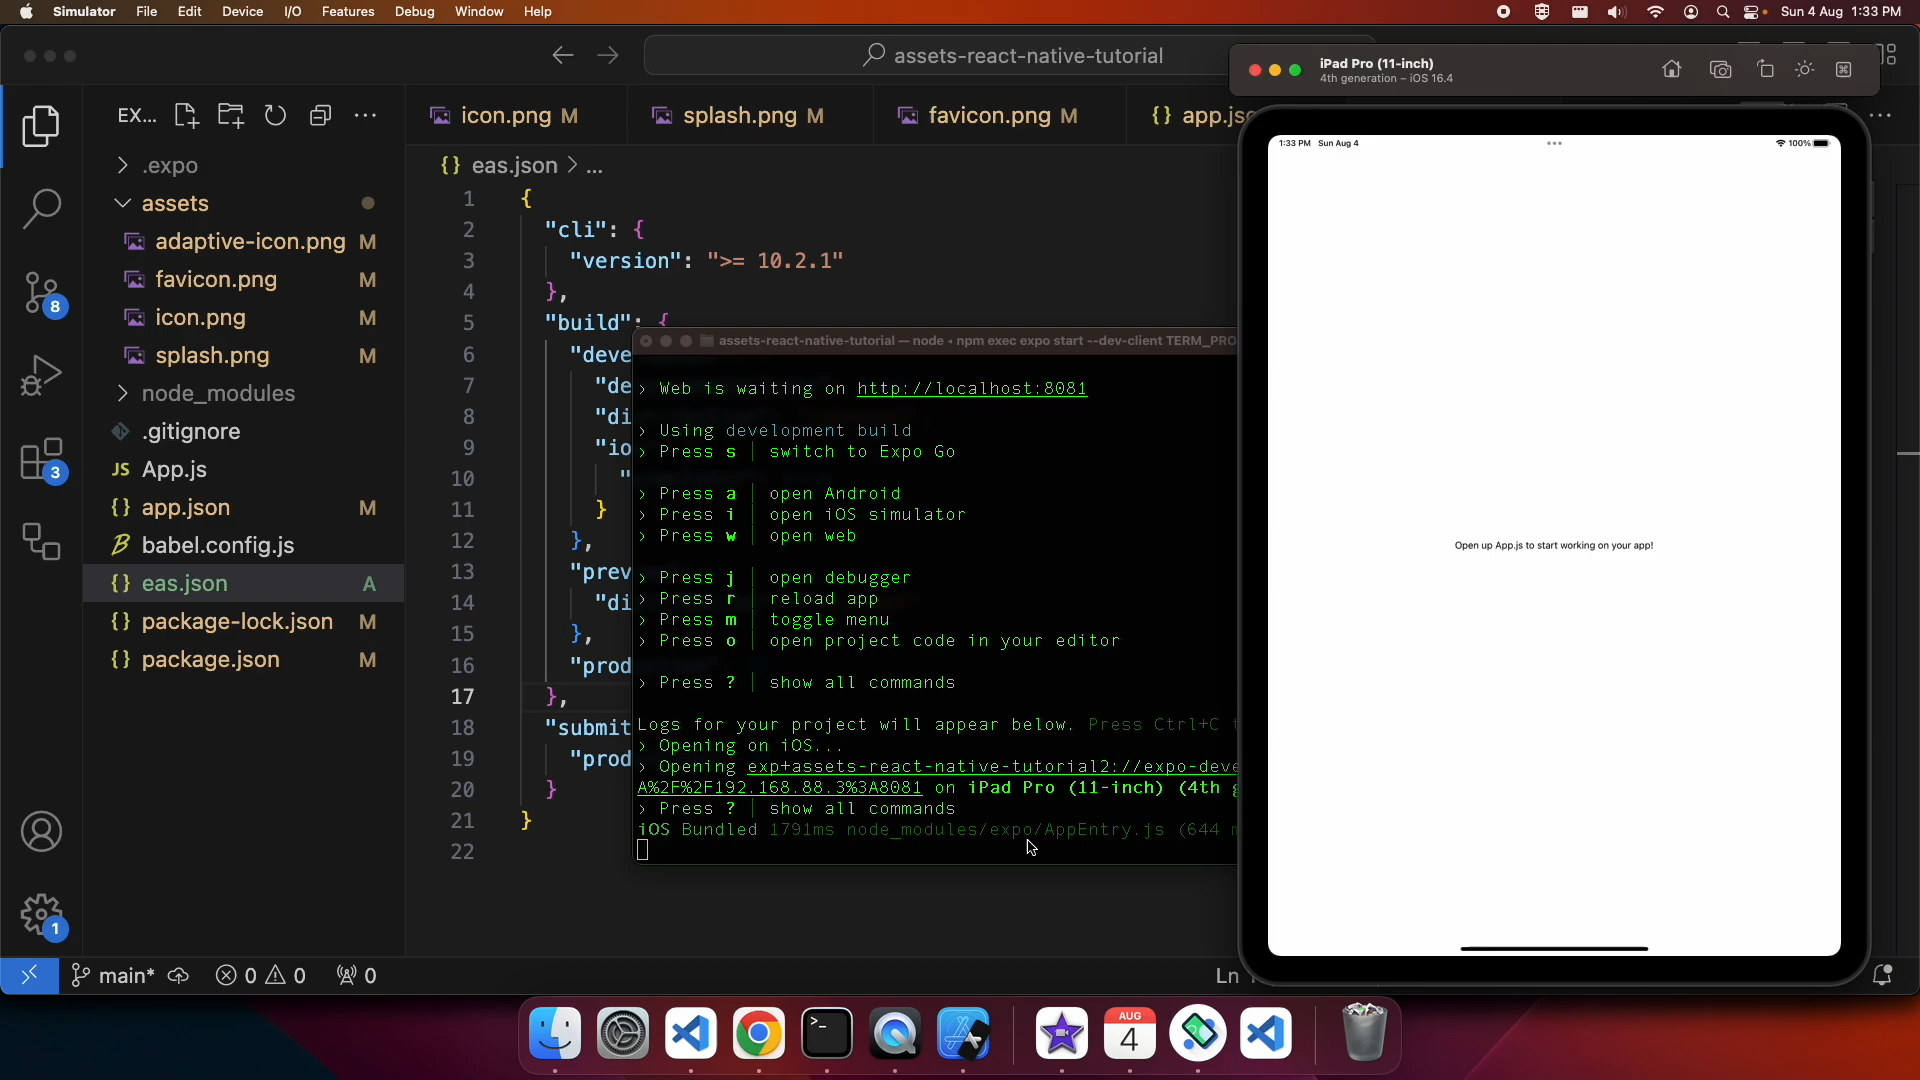 Simulator File Edit Device I/O Features Debug Window Help
Sun 4 Aug 1:33 PM
assets-react-native-tutorial
iPad Pro (11-inch)
4th generation – iOS 16.4
EX...
icon.png M
splash.png M
favicon.png M
{} app.js
.expo
assets
adaptive-icon.png M
favicon.png M
icon.png M
splash.png M
node_modules
.gitignore
JS App.js
{} app.json M
babel.config.js
{} eas.json A
{} package-lock.json M
{} package.json M
8
3
1
{} eas.json > ...
1 {
2 "cli": {
3 "version": ">= 10.2.1"
4 },
5 "build": {
6 "deve
7 "de
8 "di
9 "io
10 "
11 }
12 },
13 "prev
14 "di
15 },
16 "prod
17 },
18 "submit
19 "prod
20 }
21 }
22
assets-react-native-tutorial — node ◂ npm exec expo start --dev-client TERM_PRO
› Web is waiting on http://localhost:8081
› Using development build
› Press s │ switch to Expo Go
› Press a │ open Android
› Press i │ open iOS simulator
› Press w │ open web
› Press j │ open debugger
› Press r │ reload app
› Press m │ toggle menu
› Press o │ open project code in your editor
› Press ? │ show all commands
Logs for your project will appear below. Press Ctrl+C t
› Opening on iOS...
› Opening exp+assets-react-native-tutorial2://expo-deve
A%2F%2F192.168.88.3%3A8081 on iPad Pro (11-inch) (4th g
› Press ? │ show all commands
iOS Bundled 1791ms node_modules/expo/AppEntry.js (644 m
1:33 PM Sun Aug 4
100%
Open up App.js to start working on your app!
main* 0 0 0
Ln 1
AUG
4